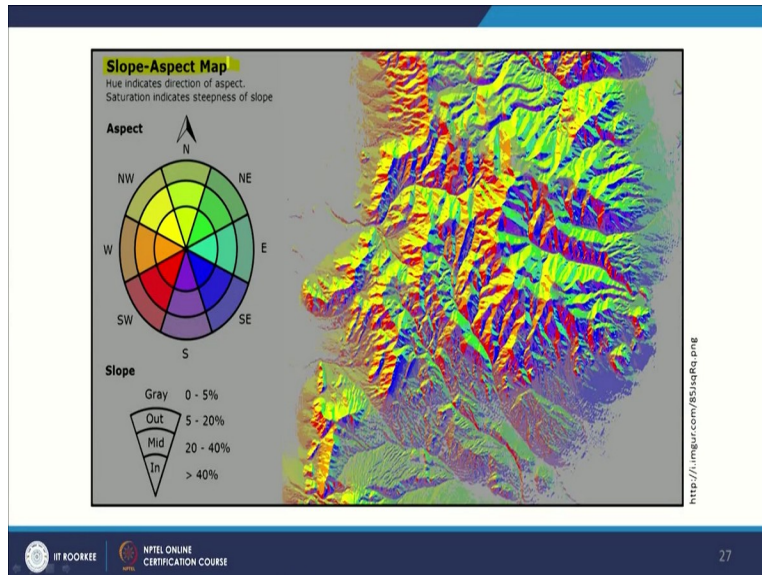 Slope-Aspect Map
Hue indicates direction of aspect.
Saturation indicates steepness of slope
Aspect
N
NW
NE
W
E
SW
SE
S
Slope
Gray 0 - 5%
Out 5 - 20%
Mid 20 - 40%
In > 40%
http://i.imgur.com/85JsqRq.png
IIT ROORKEE
NPTEL ONLINE
CERTIFICATION COURSE
27